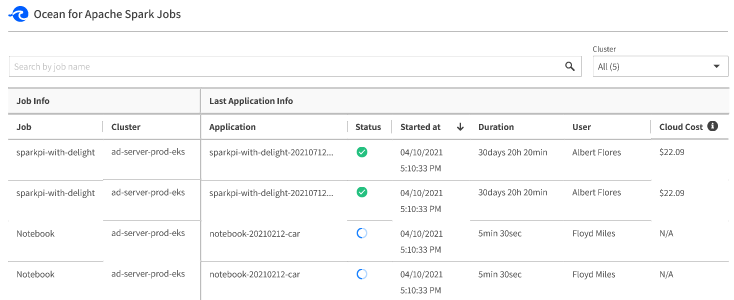 Ocean for Apache Spark Jobs
Cluster
Search by job name
All (5)
Job Info Last Application Info
Job Cluster Application Status Started at Duration User Cloud Cost
sparkpi-with-delight ad-server-prod-eks sparkpi-with-delight-20210712... 04/10/2021 30days 20h 20min Albert Flores $22.09
5:10:33 PM
sparkpi-with-delight ad-server-prod-eks sparkpi-with-delight-20210712... 04/10/2021 30days 20h 20min Albert Flores $22.09
5:10:33 PM
Notebook ad-server-prod-eks notebook-20210212-car 04/10/2021 5min 30sec Floyd Miles N/A
5:10:33 PM
Notebook ad-server-prod-eks notebook-20210212-car 04/10/2021 5min 30sec Floyd Miles N/A
5:10:33 PM